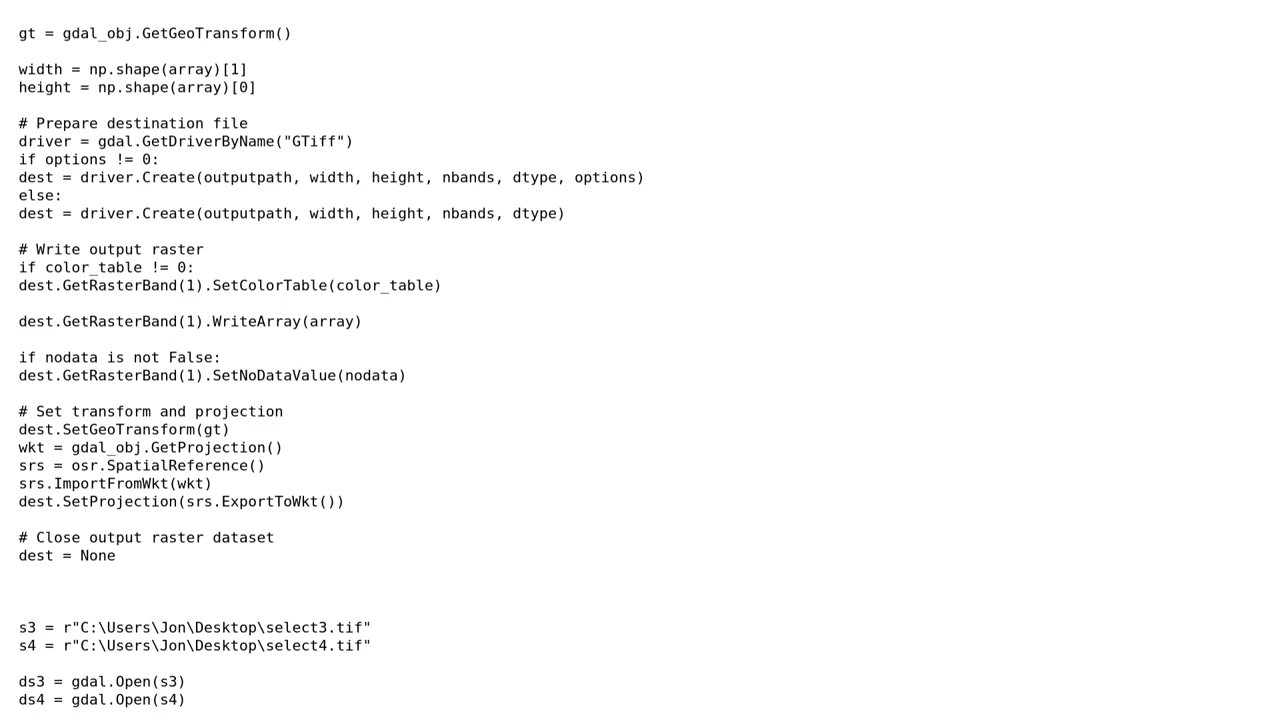 gt = gdal_obj.GetGeoTransform()
width = np.shape(array)[1]
height = np.shape(array)[0]
# Prepare destination file
driver = gdal.GetDriverByName("GTiff")
if options != 0:
dest = driver.Create(outputpath, width, height, nbands, dtype, options)
else:
dest = driver.Create(outputpath, width, height, nbands, dtype)
# Write output raster
if color_table != 0:
dest.GetRasterBand(1).SetColorTable(color_table)
dest.GetRasterBand(1).WriteArray(array)
if nodata is not False:
dest.GetRasterBand(1).SetNoDataValue(nodata)
# Set transform and projection
dest.SetGeoTransform(gt)
wkt = gdal_obj.GetProjection()
srs = osr.SpatialReference()
srs.ImportFromWkt(wkt)
dest.SetProjection(srs.ExportToWkt())
# Close output raster dataset
dest = None
s3 = r"C:\Users\Jon\Desktop\select3.tif"
s4 = r"C:\Users\Jon\Desktop\select4.tif"
ds3 = gdal.Open(s3)
ds4 = gdal.Open(s4)